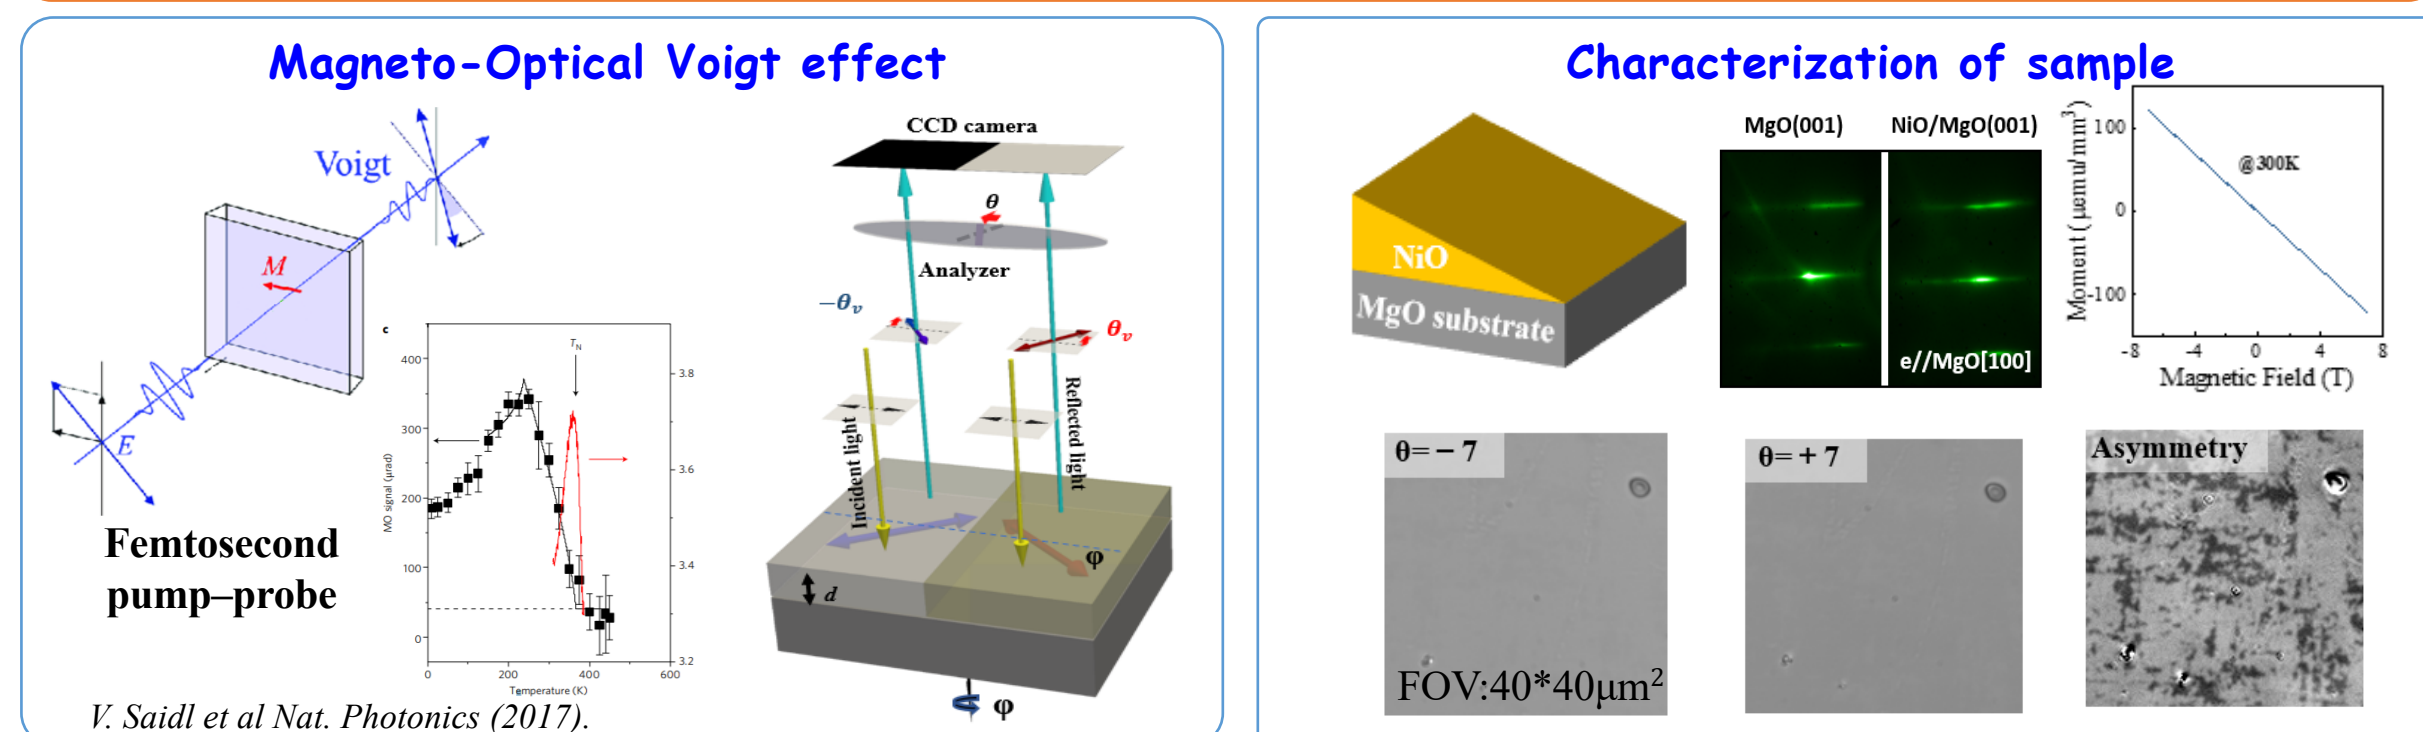 Magneto-Optical Voigt effect
Voigt
M
E
Femtosecond
pump–probe
c
T_N
400
300
200
100
0
MO signal (μrad)
3.8
3.6
3.4
3.2
0 200 400 600
Temperature (K)
V. Saidl et al Nat. Photonics (2017).
CCD camera
θ
Analyzer
−θ_v
θ_v
Incident light
Reflected light
φ
d
φ
Characterization of sample
NiO
MgO substrate
MgO(001) NiO/MgO(001)
e//MgO[100]
Moment (μemu/mm³)
100
0
-100
@300K
-8 -4 0 4 8
Magnetic Field (T)
θ= − 7
FOV:40*40μm²
θ= + 7
Asymmetry